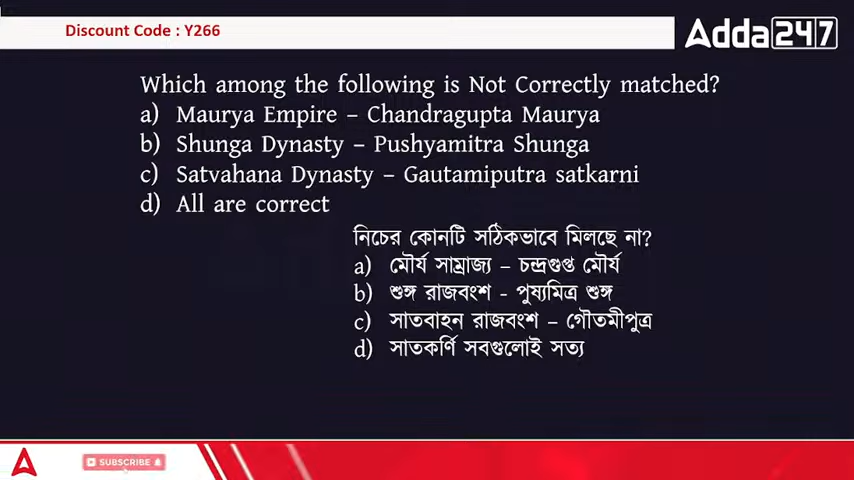 Discount Code : Y266
Adda247
Which among the following is Not Correctly matched?
a) Maurya Empire – Chandragupta Maurya
b) Shunga Dynasty – Pushyamitra Shunga
c) Satvahana Dynasty – Gautamiputra satkarni
d) All are correct
নিচের কোনটি সঠিকভাবে মিলছে না?
a) মৌর্য সাম্রাজ্য – চন্দ্রগুপ্ত মৌর্য
b) শুঙ্গ রাজবংশ - পুষ্যমিত্র শুঙ্গ
c) সাতবাহন রাজবংশ – গৌতমীপুত্র
d) সাতকর্ণি সবগুলোই সত্য
SUBSCRIBE